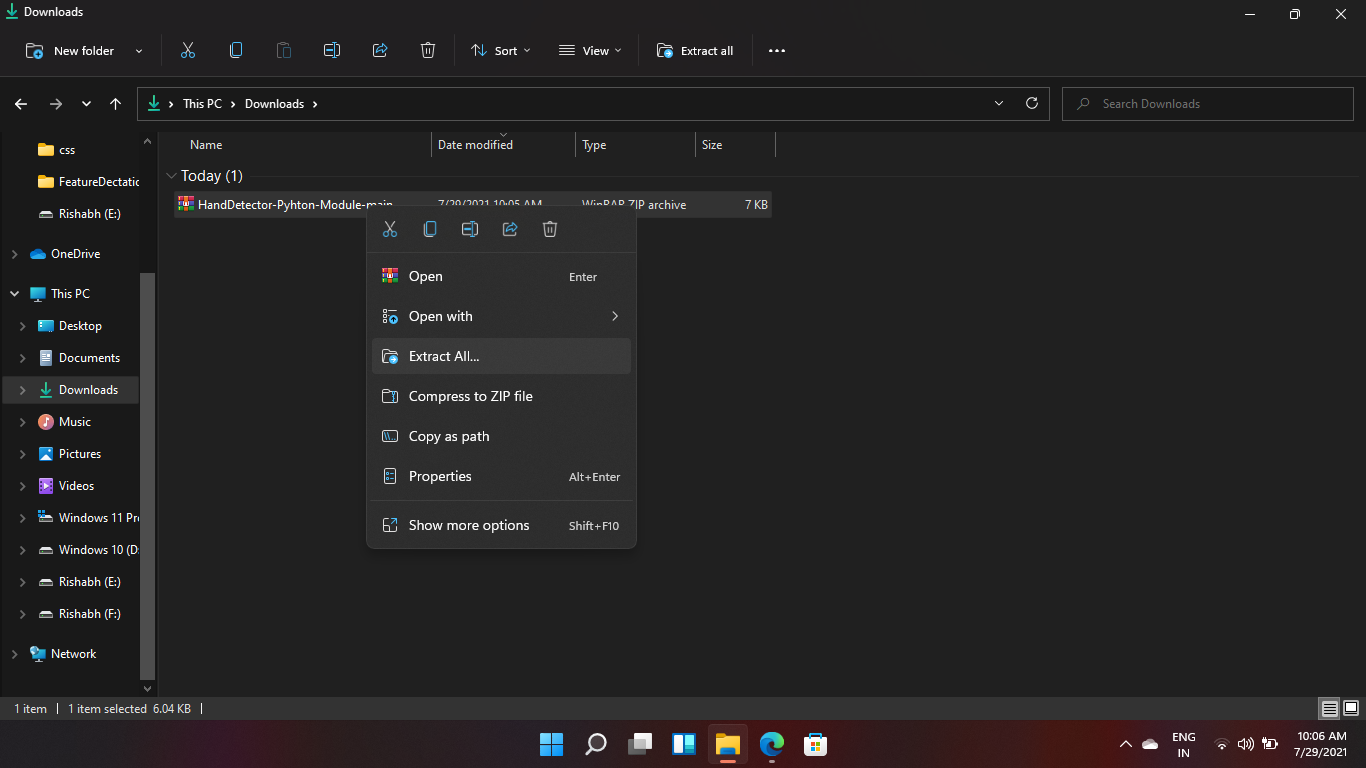 Downloads
New folder
Sort
View
Extract all
This PC
Downloads
Search Downloads
Name
Date modified
Type
Size
css
FeatureDectatic
Rishabh (E:)
OneDrive
This PC
Desktop
Documents
Downloads
Music
Pictures
Videos
Windows 11 Pr
Windows 10 (D:
Rishabh (E:)
Rishabh (F:)
Network
Today (1)
HandDetector-Pyhton-Module-main 7/29/2021 10:05 AM WinRAR ZIP archive 7 KB
Open Enter
Open with
Extract All...
Compress to ZIP file
Copy as path
Properties Alt+Enter
Show more options Shift+F10
1 item 1 item selected 6.04 KB
ENG
IN
10:06 AM
7/29/2021